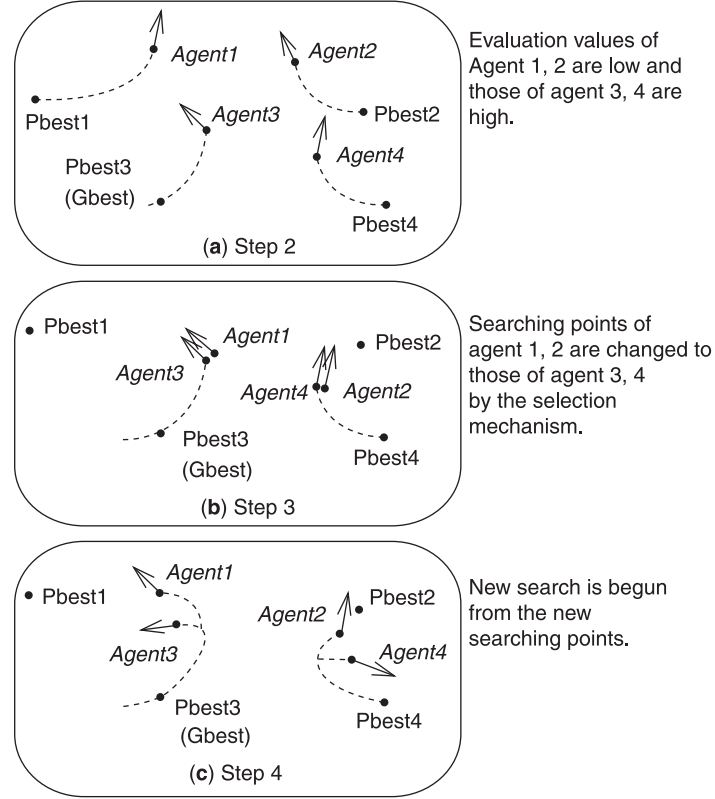 Agent1
Agent2
Pbest1
Agent3
Pbest2
Pbest3
(Gbest)
Agent4
Pbest4
(a) Step 2
Evaluation values of
Agent 1, 2 are low and
those of agent 3, 4 are
high.
Pbest1
Agent1
Pbest2
Agent3
Agent4
Agent2
Pbest3
(Gbest)
Pbest4
(b) Step 3
Searching points of
agent 1, 2 are changed to
those of agent 3, 4
by the selection
mechanism.
Pbest1
Agent1
Pbest2
Agent2
Agent3
Agent4
Pbest3
(Gbest)
Pbest4
(c) Step 4
New search is begun
from the new
searching points.